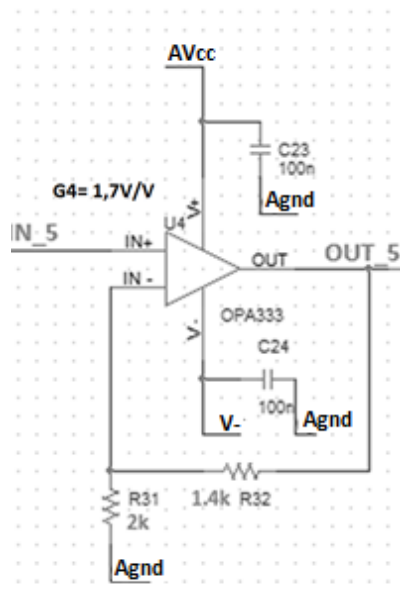 AVcc
C23
100n
G4= 1,7V/V
Agnd
V+
U4
IN_5
IN+
OUT_5
OUT
IN -
OPA333
V-
C24
100n
V-
Agnd
R31
2k
1.4k R32
Agnd